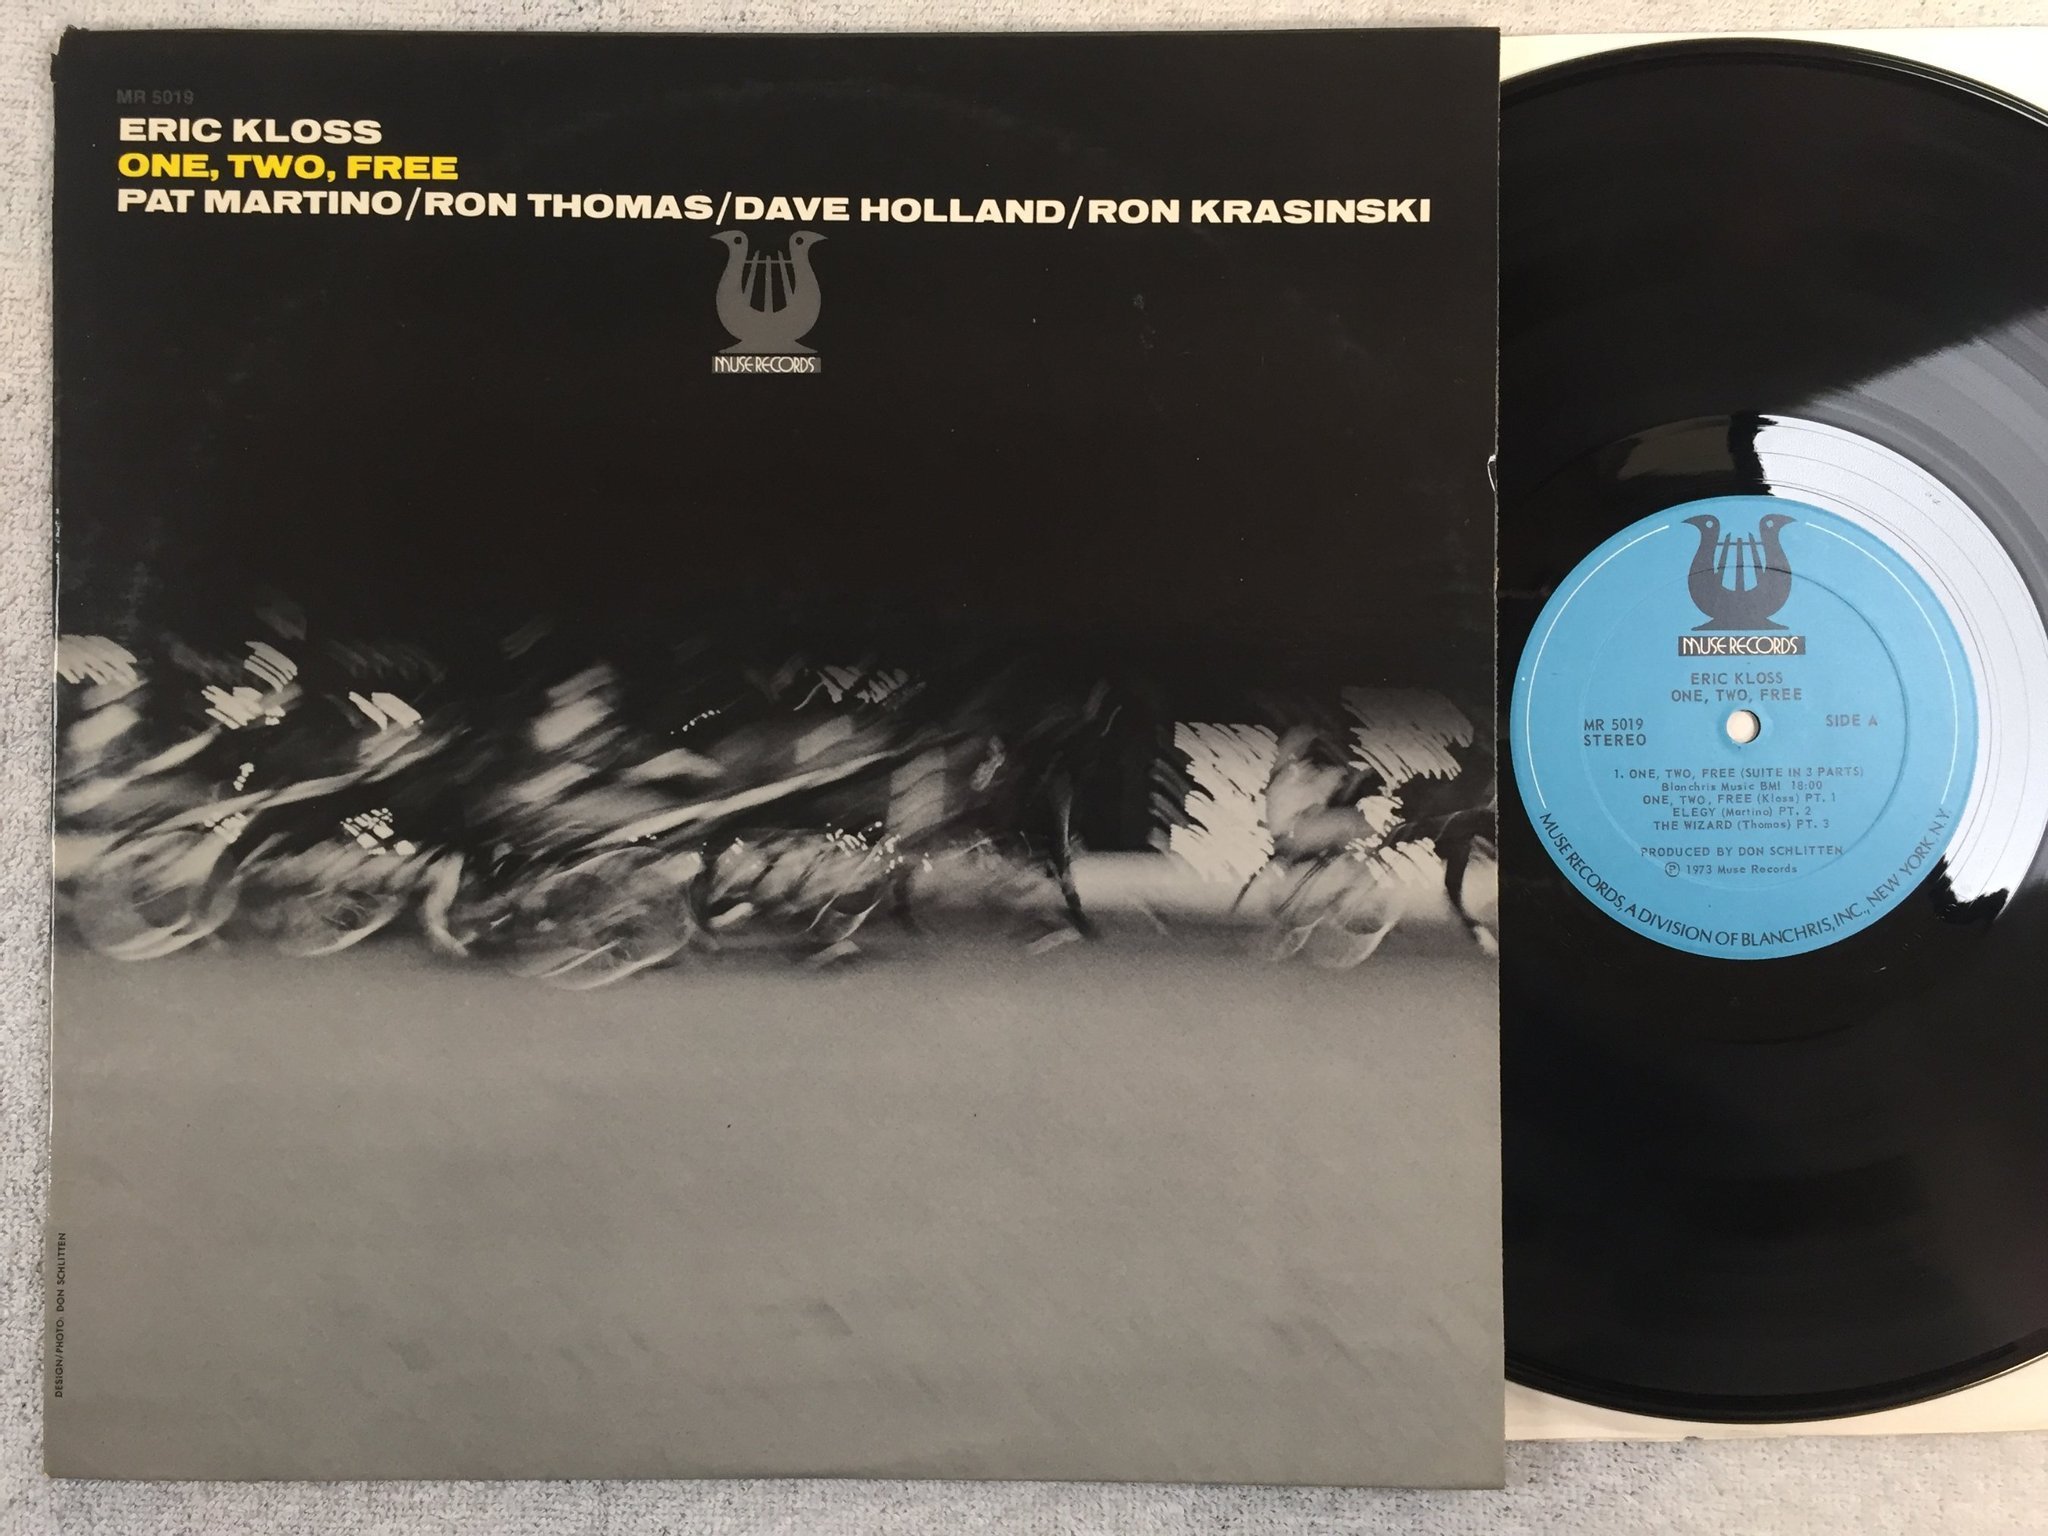 MR 5019
ERIC KLOSS
ONE, TWO, FREE
PAT MARTINO/RON THOMAS/DAVE HOLLAND/RON KRASINSKI
MUSE RECORDS
DESIGN/PHOTO: DON SCHLITTEN
MUSE RECORDS
ERIC KLOSS
ONE, TWO, FREE
MR 5019
STEREO
SIDE A
1. ONE, TWO, FREE (SUITE IN 3 PARTS)
Blanchris Music BMI 18:00
ONE, TWO, FREE (Kloss) PT. 1
ELEGY (Martino) PT. 2
THE WIZARD (Thomas) PT. 3
PRODUCED BY DON SCHLITTEN
Ⓟ 1973 Muse Records
MUSE RECORDS, A DIVISION OF BLANCHRIS, INC., NEW YORK, N.Y.